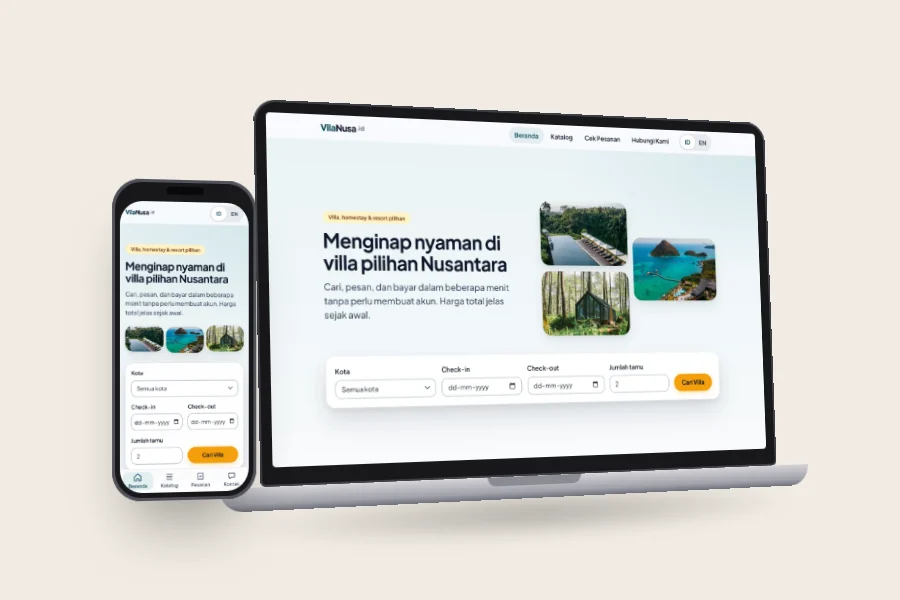 VilaNusa.id
Beranda Katalog Cek Pesanan Hubungi Kami ID EN
Villa, homestay & resort pilihan
Menginap nyaman di
villa pilihan Nusantara
Cari, pesan, dan bayar dalam beberapa menit
tanpa perlu membuat akun. Harga total jelas
sejak awal.
Kota Check-in Check-out Jumlah tamu
Semua kota dd-mm-yyyy dd-mm-yyyy 2 Cari Villa
VilaNusa.id ID EN
Villa, homestay & resort pilihan
Menginap nyaman di
villa pilihan Nusantara
Cari, pesan, dan bayar dalam beberapa menit
tanpa perlu membuat akun. Harga
total jelas sejak awal.
Kota
Semua kota
Check-in Check-out
dd-mm-yyyy dd-mm-yyyy
Jumlah tamu
2 Cari Villa
Beranda Katalog Pesanan Kontak